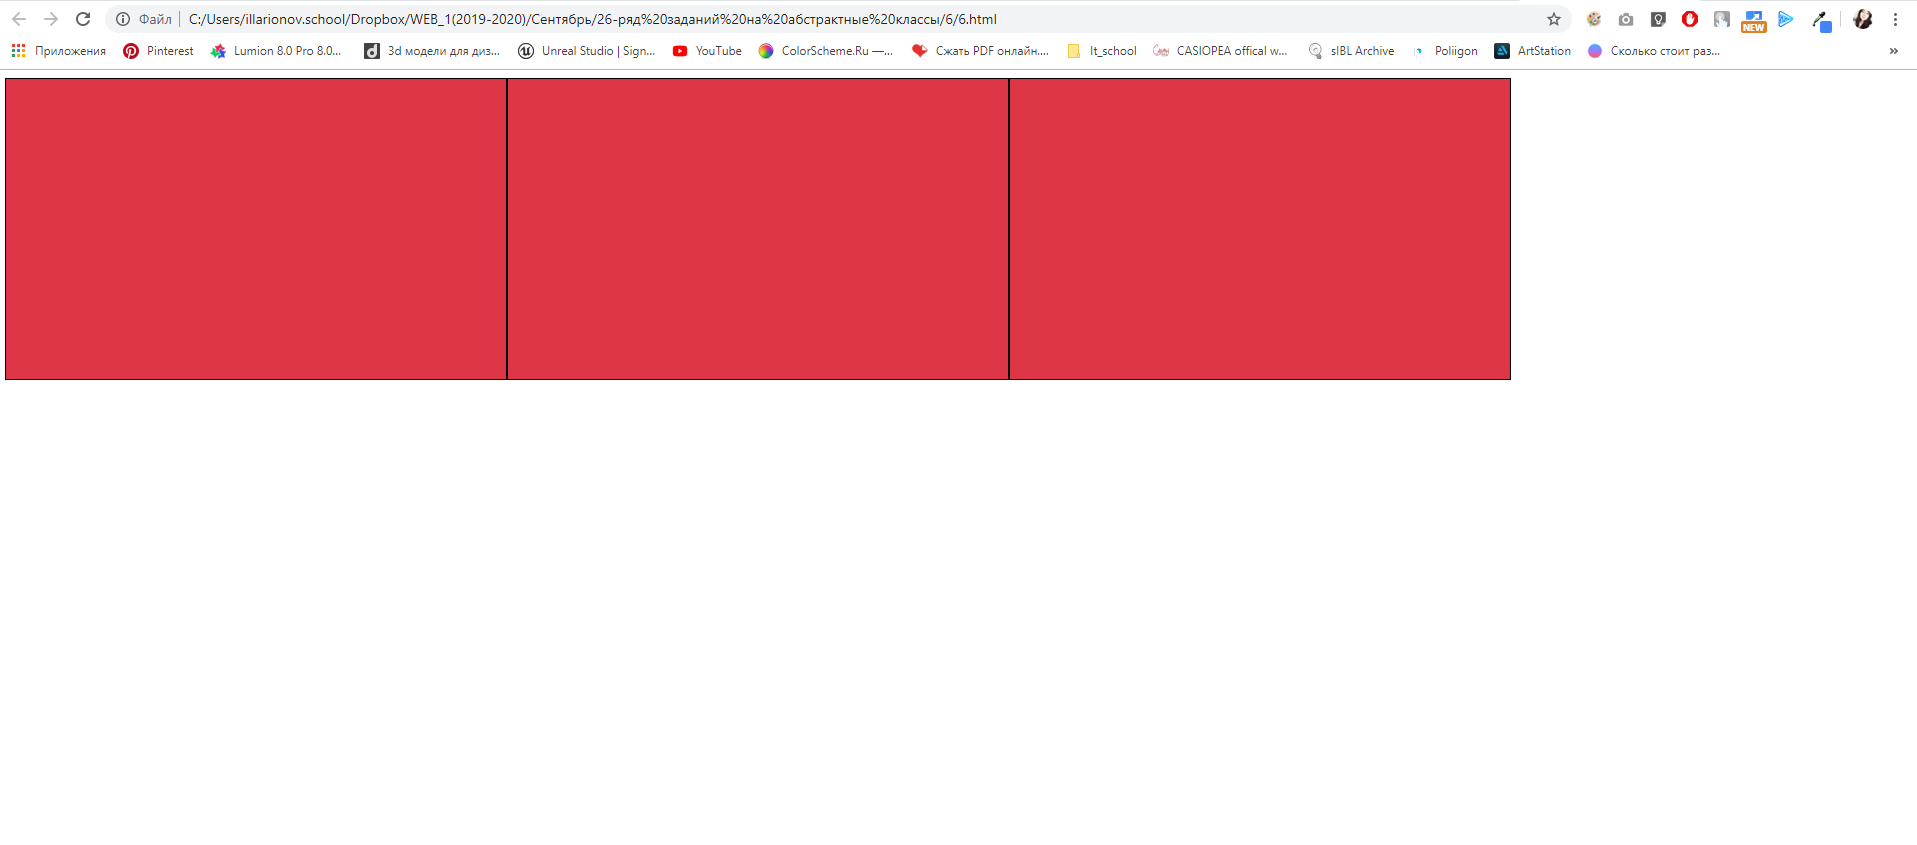 Файл C:/Users/illarionov.school/Dropbox/WEB_1(2019-2020)/Сентябрь/26-ряд%20заданий%20на%20абстрактные%20классы/6/6.html
NEW
Приложения Pinterest Lumion 8.0 Pro 8.0... 3d модели для диз... Unreal Studio | Sign... YouTube ColorScheme.Ru —... Сжать PDF онлайн.... It_school CASIOPEA offical w... sIBL Archive Poliigon ArtStation Сколько стоит раз... »